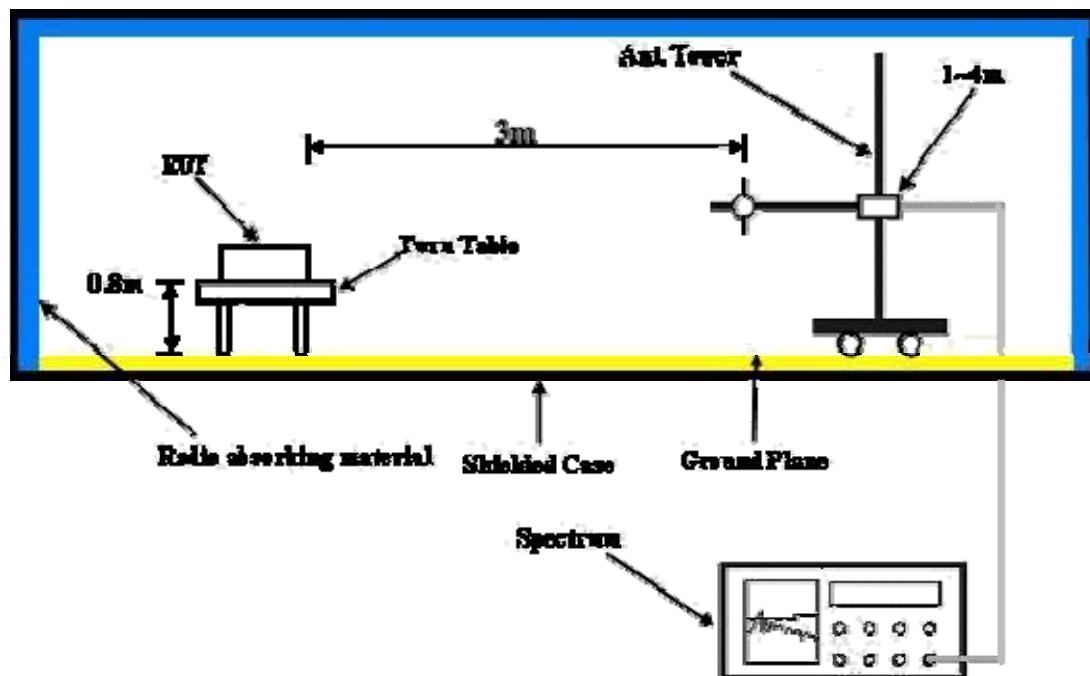 Ant. Tower
1~4m
3m
EUT
Turn Table
0.8m
Radio absorbing material
Shielded Case
Ground Plane
Spectrum